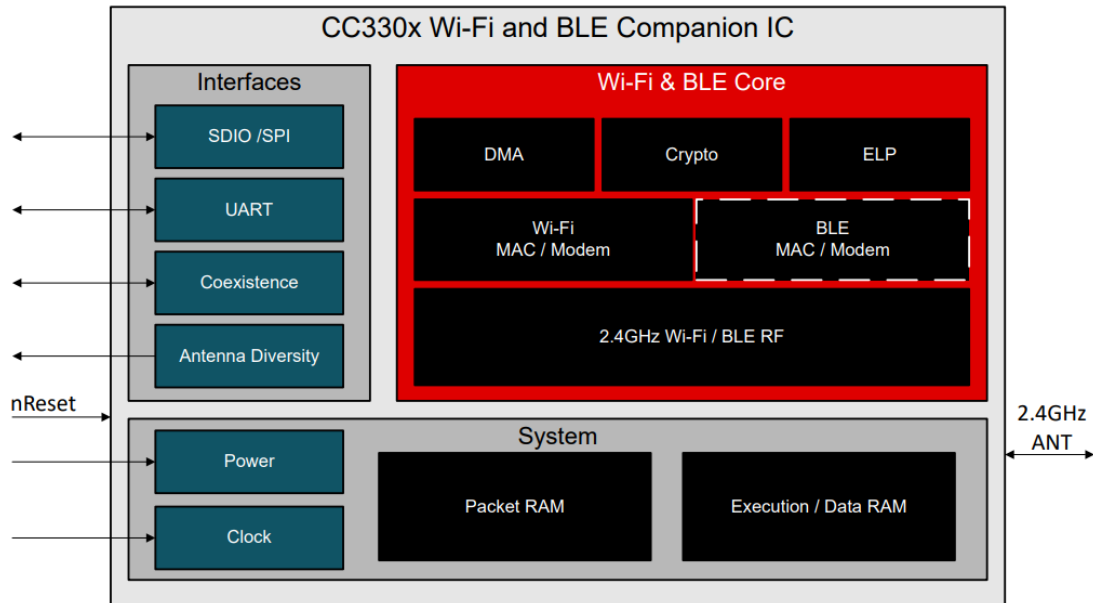 CC330x Wi-Fi and BLE Companion IC
Interfaces
SDIO /SPI
UART
Coexistence
Antenna Diversity
Wi-Fi & BLE Core
DMA
Crypto
ELP
Wi-Fi
MAC / Modem
BLE
MAC / Modem
2.4GHz Wi-Fi / BLE RF
nReset
2.4GHz
ANT
System
Power
Clock
Packet RAM
Execution / Data RAM